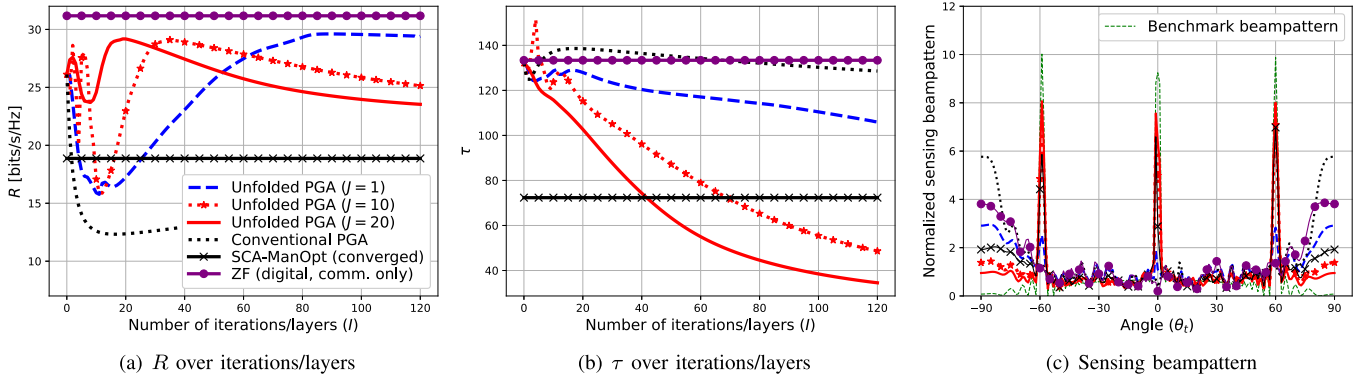 R [bits/s/Hz]
30
25
20
15
10
Unfolded PGA (J = 1)
Unfolded PGA (J = 10)
Unfolded PGA (J = 20)
Conventional PGA
SCA-ManOpt (converged)
ZF (digital, comm. only)
0 20 40 60 80 100 120
Number of iterations/layers (I)
(a) R over iterations/layers
τ
140
120
100
80
60
40
0 20 40 60 80 100 120
Number of iterations/layers (I)
(b) τ over iterations/layers
Normalized sensing beampattern
12
10
8
6
4
2
0
Benchmark beampattern
−90 −60 −30 0 30 60 90
Angle (θt)
(c) Sensing beampattern